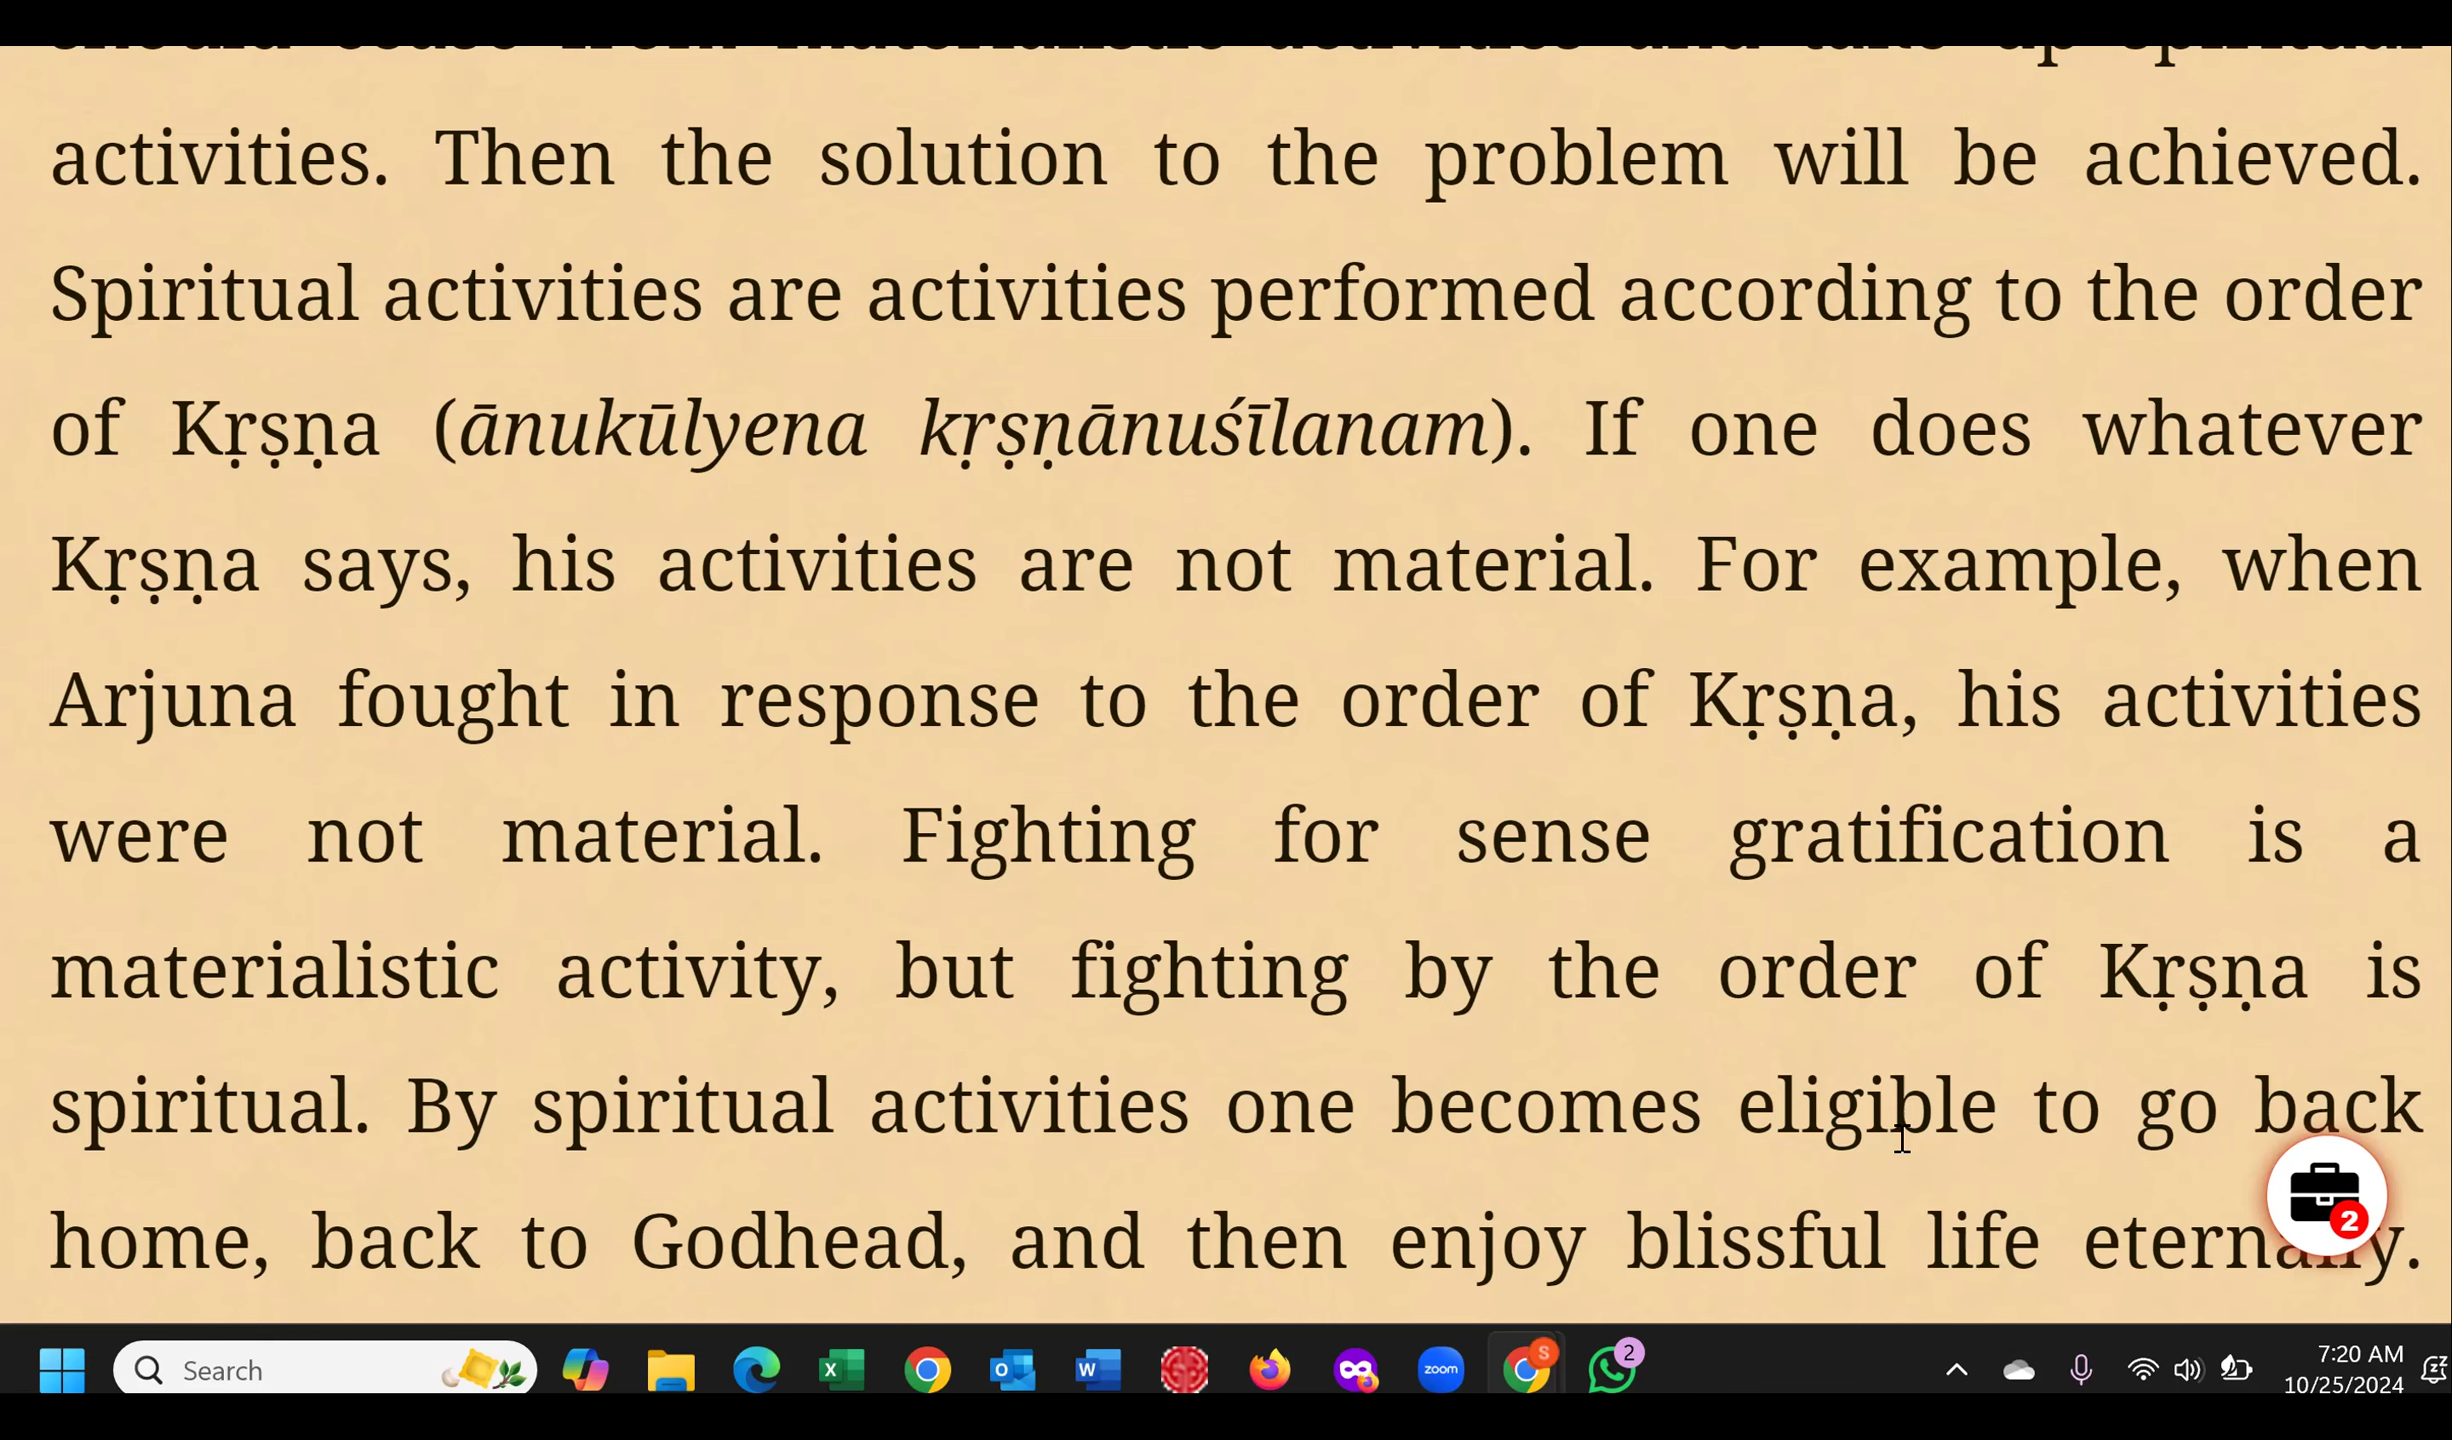 activities. Then the solution to the problem will be achieved.
Spiritual activities are activities performed according to the order
of Kṛṣṇa (ānukūlyena kṛṣṇānuśīlanam). If one does whatever
Kṛṣṇa says, his activities are not material. For example, when
Arjuna fought in response to the order of Kṛṣṇa, his activities
were not material. Fighting for sense gratification is a
materialistic activity, but fighting by the order of Kṛṣṇa is
spiritual. By spiritual activities one becomes eligible to go back
home, back to Godhead, and then enjoy blissful life eternally.
2
Search
zoom
S
2
7:20 AM
10/25/2024